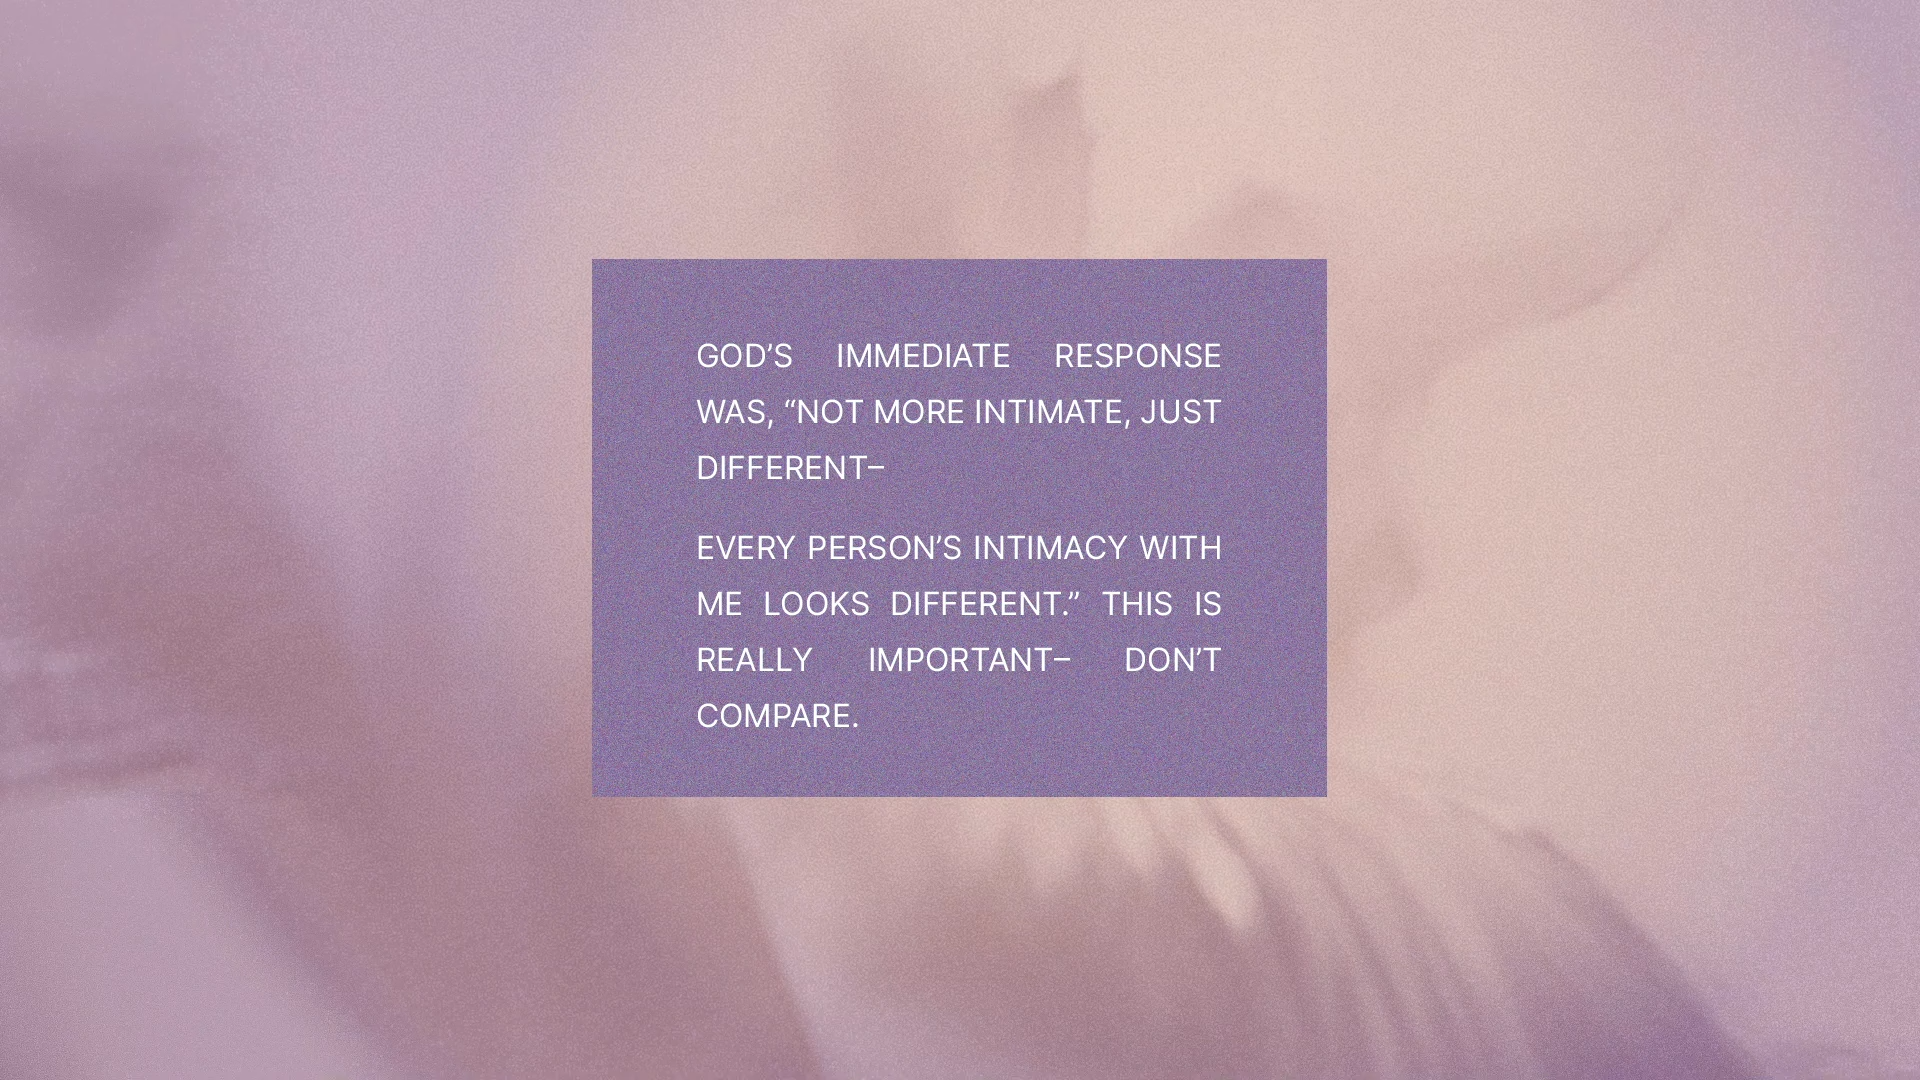 GOD’S IMMEDIATE RESPONSE
WAS, “NOT MORE INTIMATE, JUST
DIFFERENT–
EVERY PERSON’S INTIMACY WITH
ME LOOKS DIFFERENT.” THIS IS
REALLY IMPORTANT– DON’T
COMPARE.